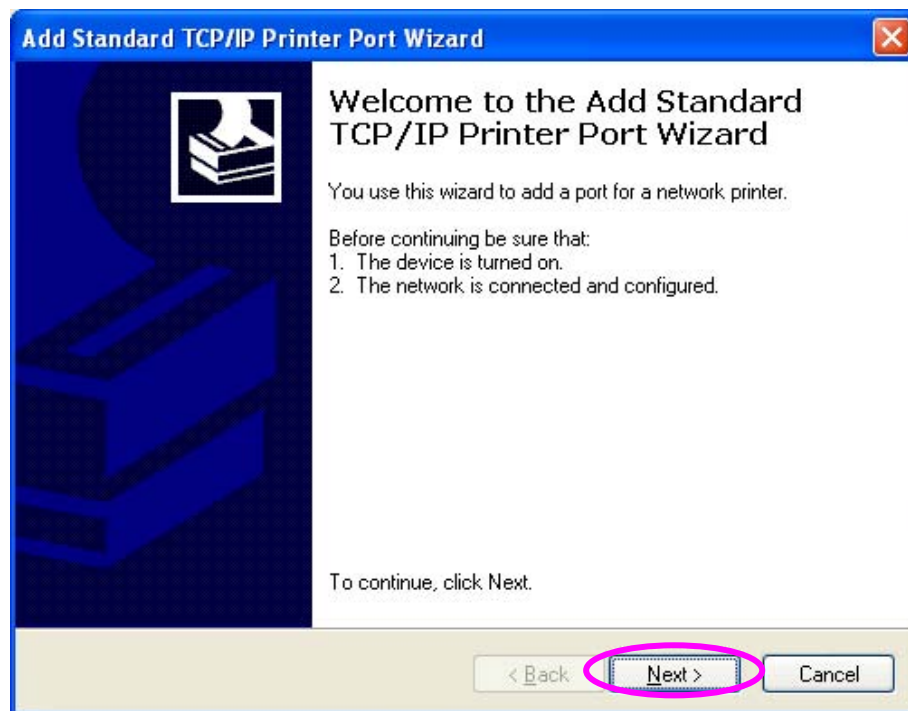 Add Standard TCP/IP Printer Port Wizard
Welcome to the Add Standard
TCP/IP Printer Port Wizard
You use this wizard to add a port for a network printer.
Before continuing be sure that:
1. The device is turned on.
2. The network is connected and configured.
To continue, click Next.
< Back Next > Cancel